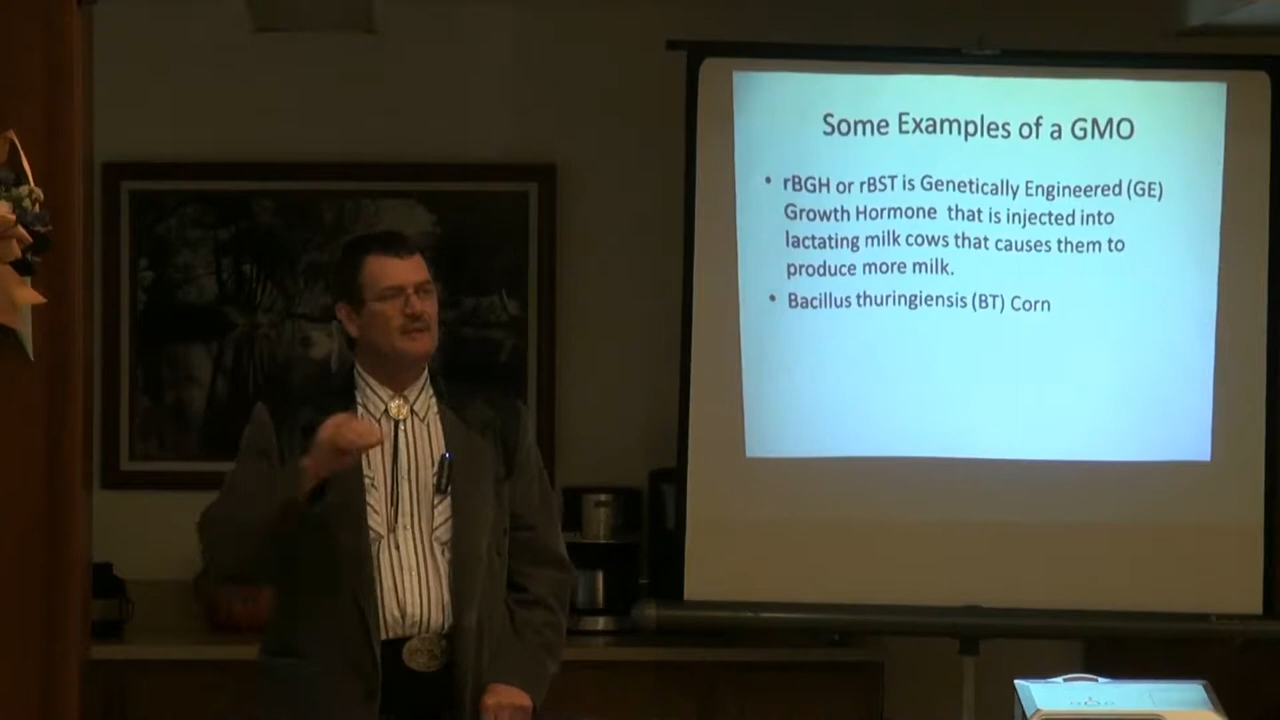 Some Examples of a GMO
• rBGH or rBST is Genetically Engineered (GE)
Growth Hormone that is injected into
lactating milk cows that causes them to
produce more milk.
• Bacillus thuringiensis (BT) Corn